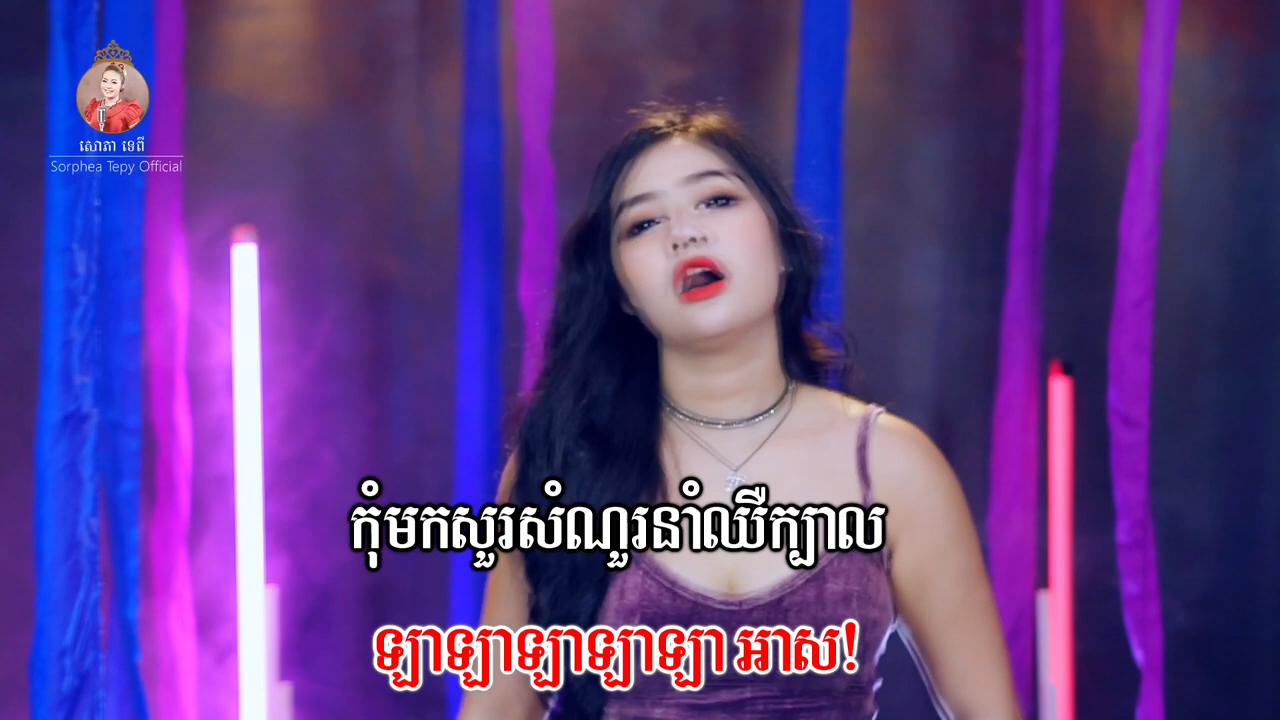 សោភា ទេពី
Sorphea Tepy Official
កុំមកសួរសំណួរនាំឈឺក្បាល
ឡាឡាឡាឡាឡា អាស!